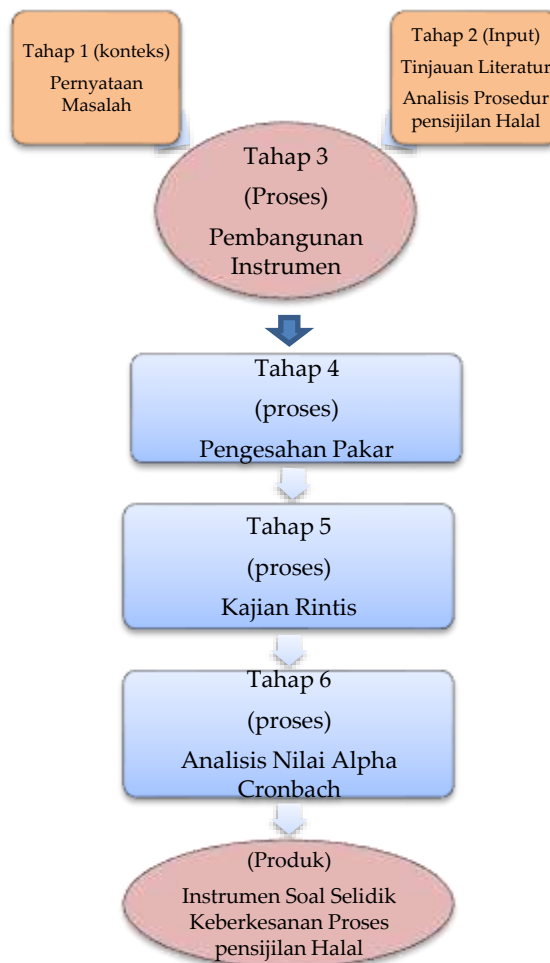 Tahap 1 (konteks)
Pernyataan
Masalah
Tahap 2 (Input)
Tinjauan Literatur
Analisis Prosedur
pensijilan Halal
Tahap 3
(Proses)
Pembangunan
Instrumen
Tahap 4
(proses)
Pengesahan Pakar
Tahap 5
(proses)
Kajian Rintis
Tahap 6
(proses)
Analisis Nilai Alpha
Cronbach
(Produk)
Instrumen Soal Selidik
Keberkesanan Proses
pensijilan Halal